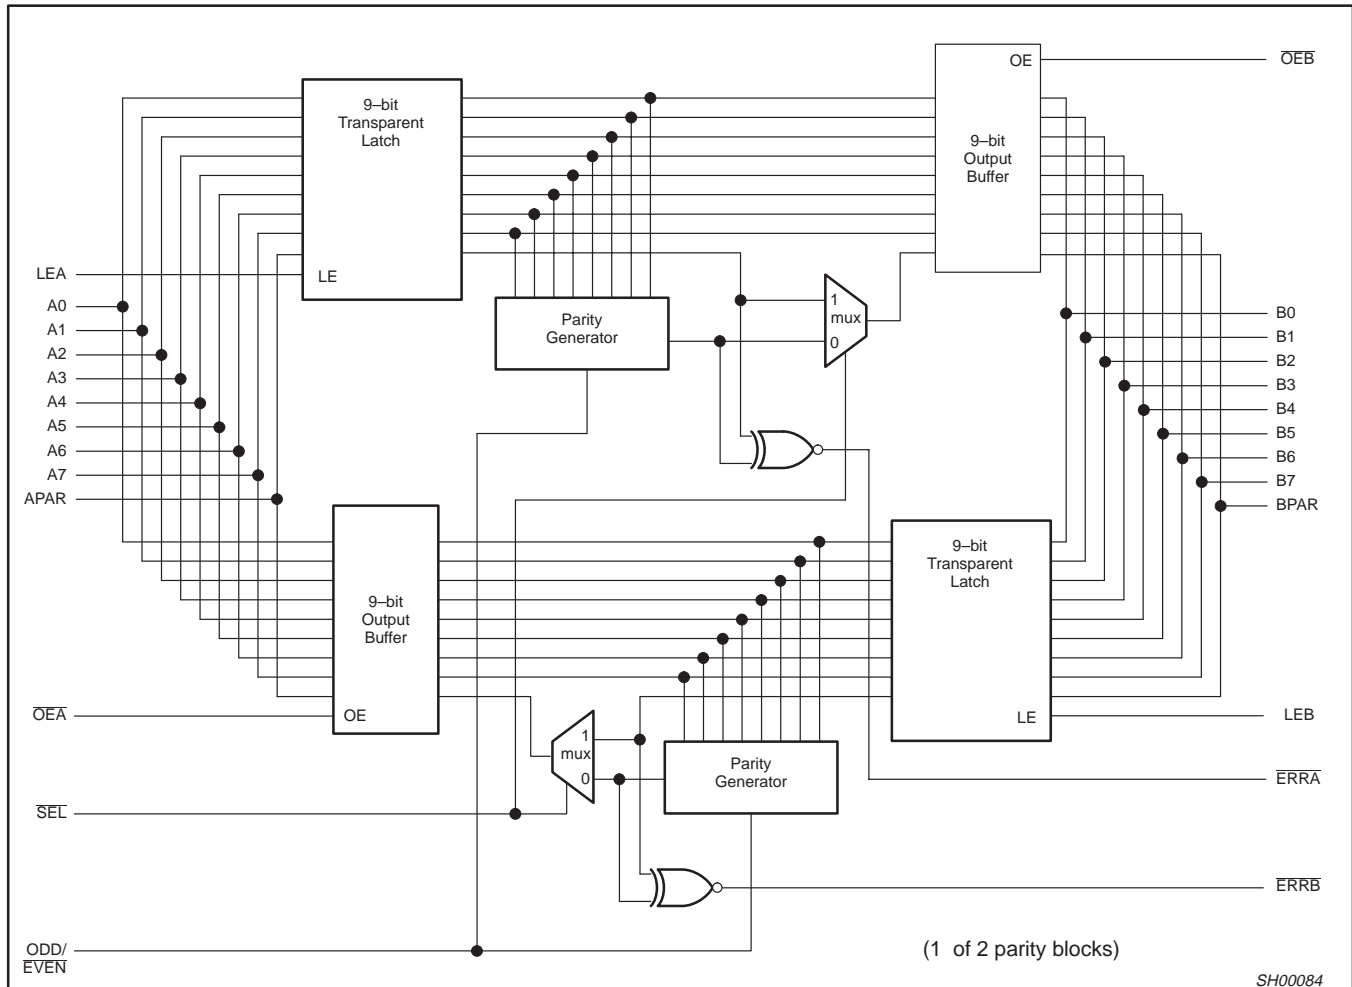 OE
OEB
9–bit
Transparent
Latch
9–bit
Output
Buffer
LEA
LE
A0
A1
A2
A3
A4
A5
A6
A7
APAR
Parity
Generator
1
mux
0
B0
B1
B2
B3
B4
B5
B6
B7
BPAR
9–bit
Output
Buffer
9–bit
Transparent
Latch
OEA
OE
LE
LEB
1
mux
0
Parity
Generator
ERRA
SEL
ERRB
ODD/
EVEN
(1 of 2 parity blocks)
SH00084